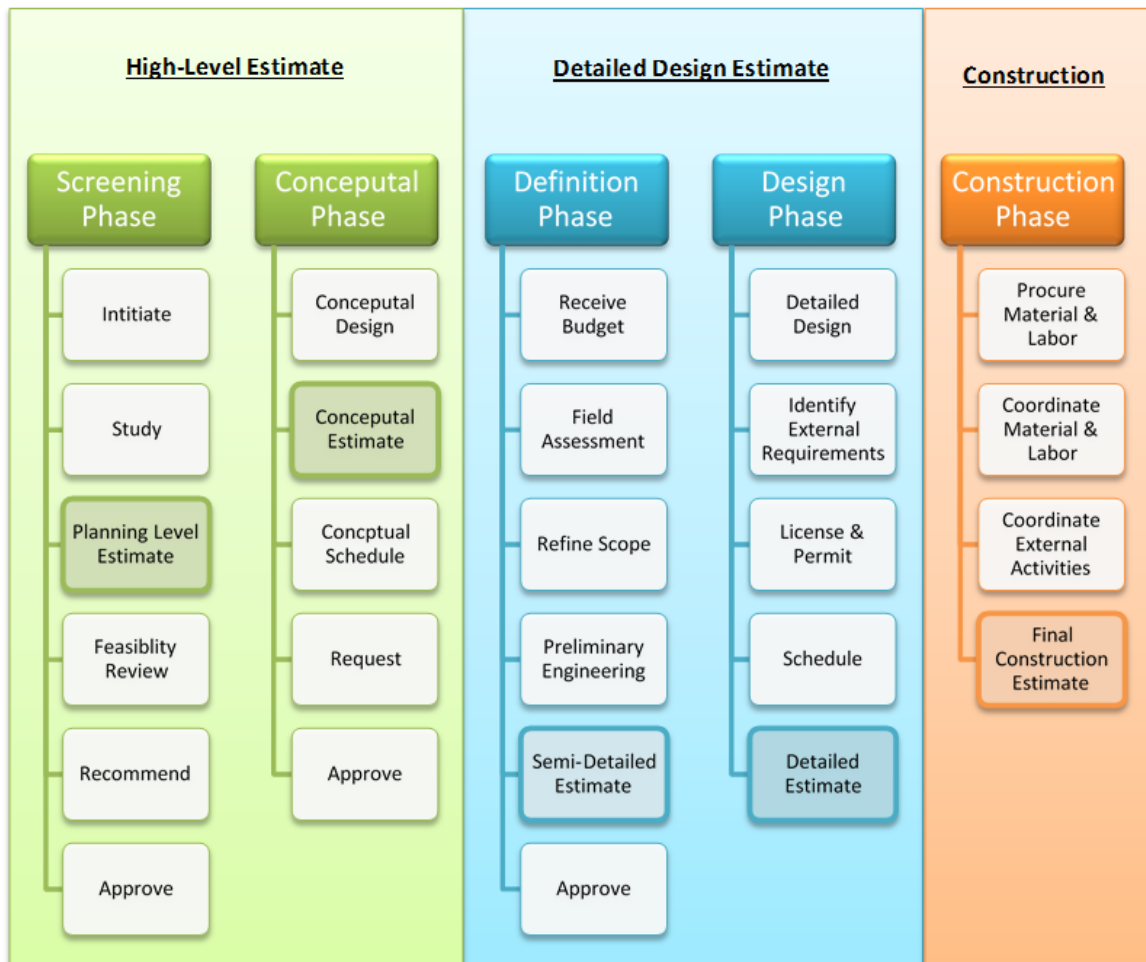 High-Level Estimate
Detailed Design Estimate
Construction
Screening
Phase
Intitiate
Study
Planning Level
Estimate
Feasiblity
Review
Recommend
Approve
Conceputal
Phase
Conceputal
Design
Conceputal
Estimate
Concptual
Schedule
Request
Approve
Definition
Phase
Receive
Budget
Field
Assessment
Refine Scope
Preliminary
Engineering
Semi-Detailed
Estimate
Approve
Design
Phase
Detailed
Design
Identify
External
Requirements
License &
Permit
Schedule
Detailed
Estimate
Construction
Phase
Procure
Material &
Labor
Coordinate
Material &
Labor
Coordinate
External
Activities
Final
Construction
Estimate